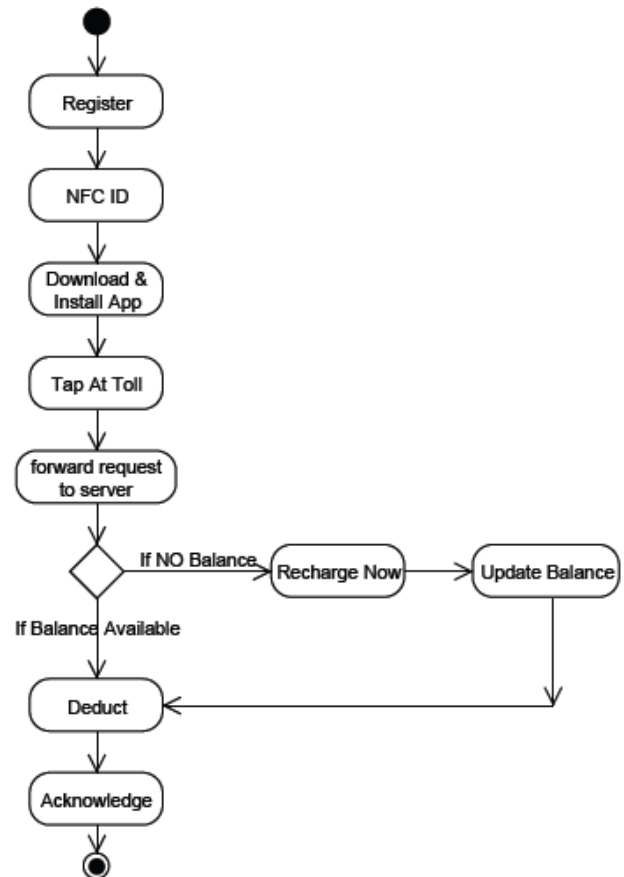 Register
NFC ID
Download &
Install App
Tap At Toll
forward request
to server
If NO Balance
Recharge Now
Update Balance
If Balance Available
Deduct
Acknowledge